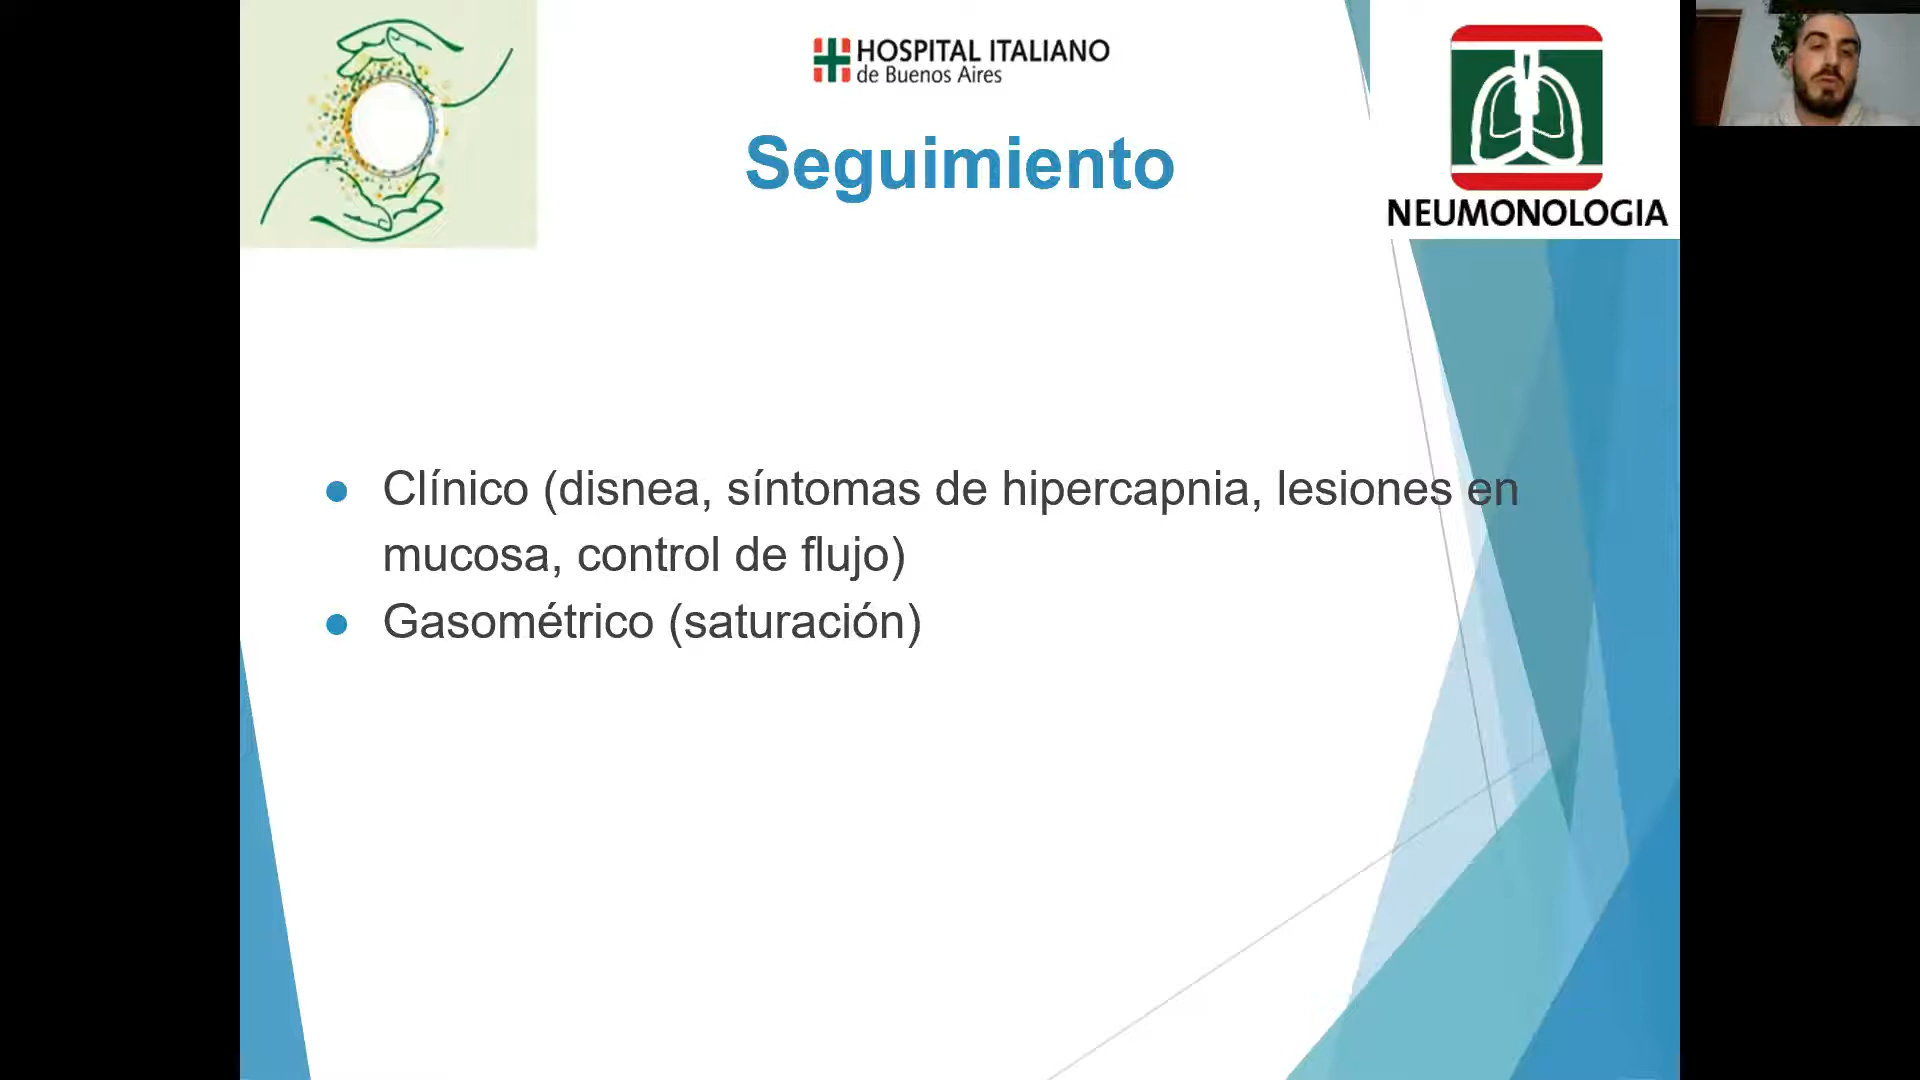 HOSPITAL ITALIANO
de Buenos Aires
Seguimiento
NEUMONOLOGIA
● Clínico (disnea, síntomas de hipercapnia, lesiones en
mucosa, control de flujo)
● Gasométrico (saturación)